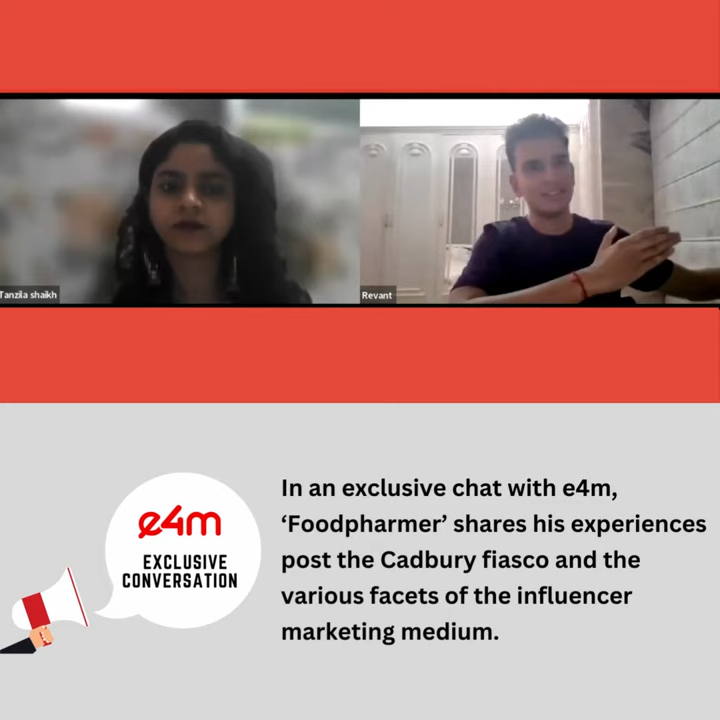 Tanzila shaikh
Revant
In an exclusive chat with e4m,
‘Foodpharmer’ shares his experiences
post the Cadbury fiasco and the
various facets of the influencer
marketing medium.
e4m
EXCLUSIVE
CONVERSATION